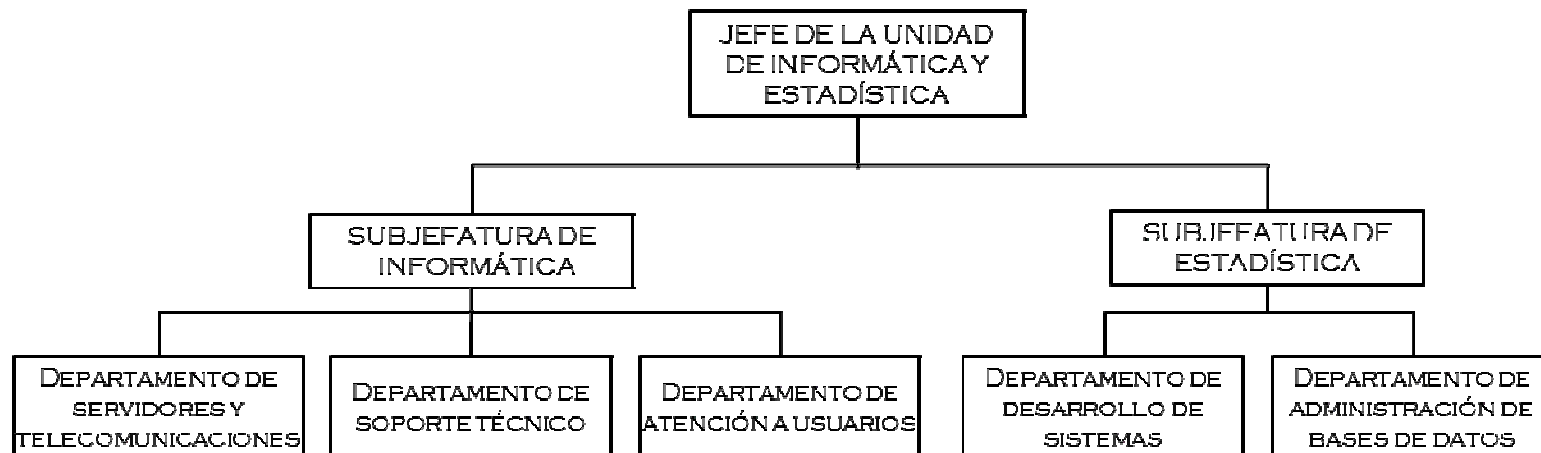 JEFE DE LA UNIDAD
DE INFORMÁTICA Y
ESTADÍSTICA
SUBJEFATURA DE
INFORMÁTICA
SUBJEFATURA DE
ESTADÍSTICA
DEPARTAMENTO DE
SERVIDORES Y
TELECOMUNICACIONES
DEPARTAMENTO DE
SOPORTE TÉCNICO
DEPARTAMENTO DE
ATENCIÓN A USUARIOS
DEPARTAMENTO DE
DESARROLLO DE
SISTEMAS
DEPARTAMENTO DE
ADMINISTRACIÓN DE
BASES DE DATOS